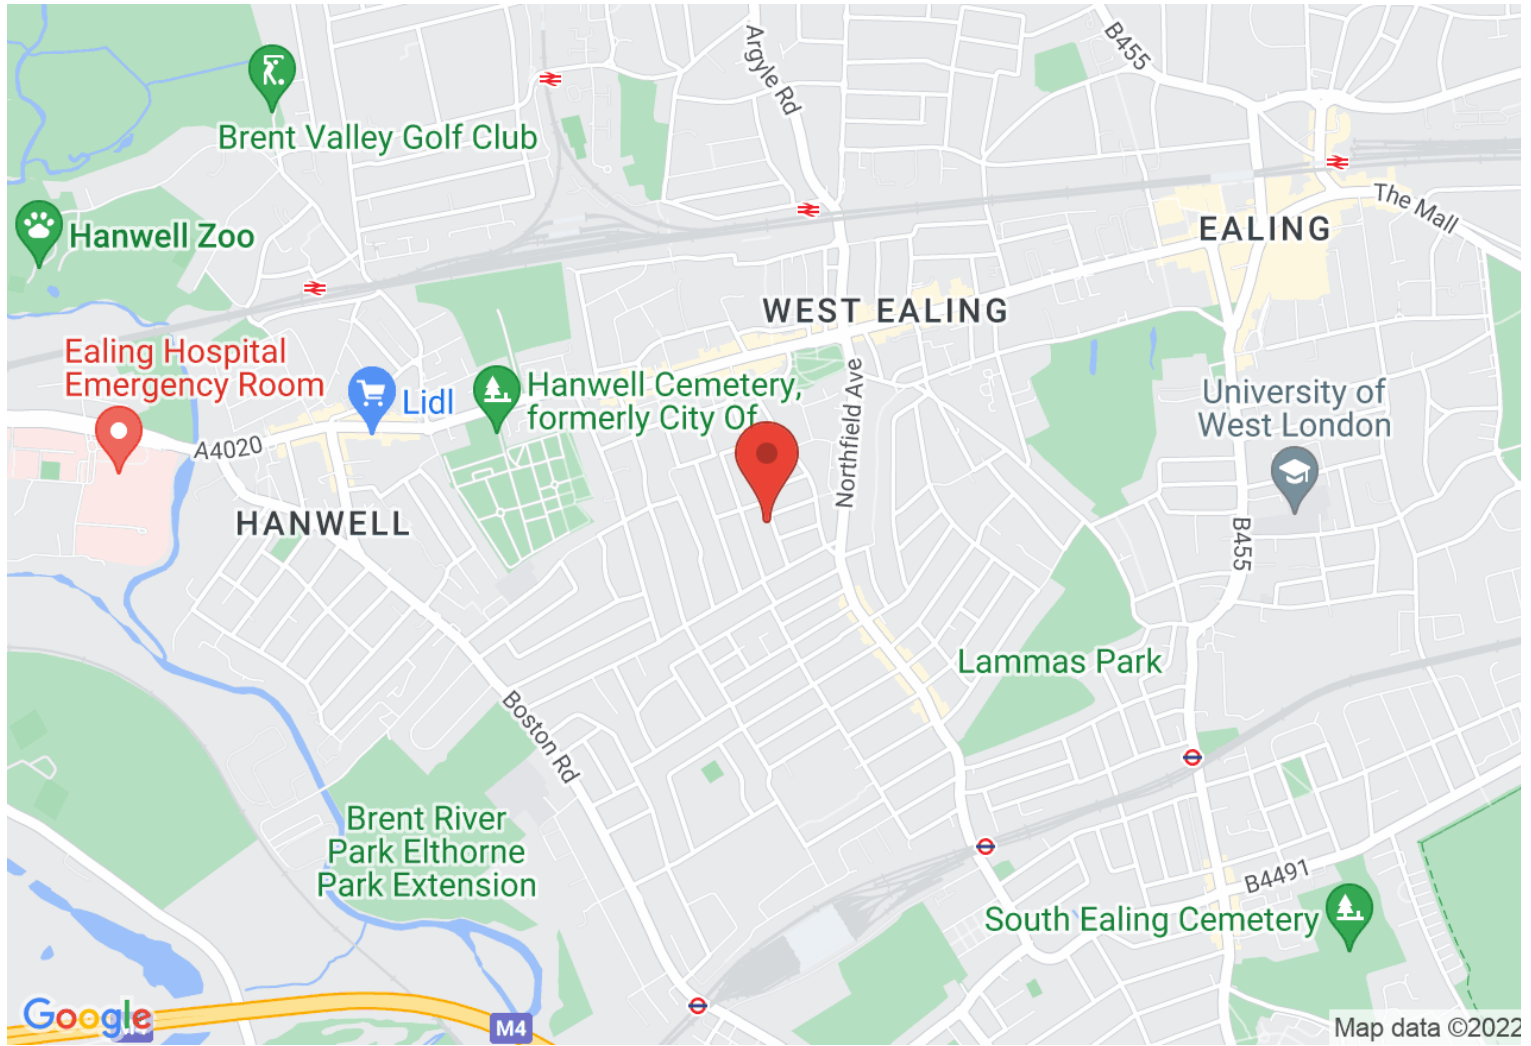 B455
Argyle Rd
Brent Valley Golf Club
The Mall
Hanwell Zoo
EALING
WEST EALING
Ealing Hospital
Emergency Room
Hanwell Cemetery,
formerly City Of
Lidl
Northfield Ave
University of
West London
A4020
HANWELL
B455
Lammas Park
Boston Rd
Brent River
Park Elthorne
Park Extension
B4491
South Ealing Cemetery
Google
M4
Map data ©2022